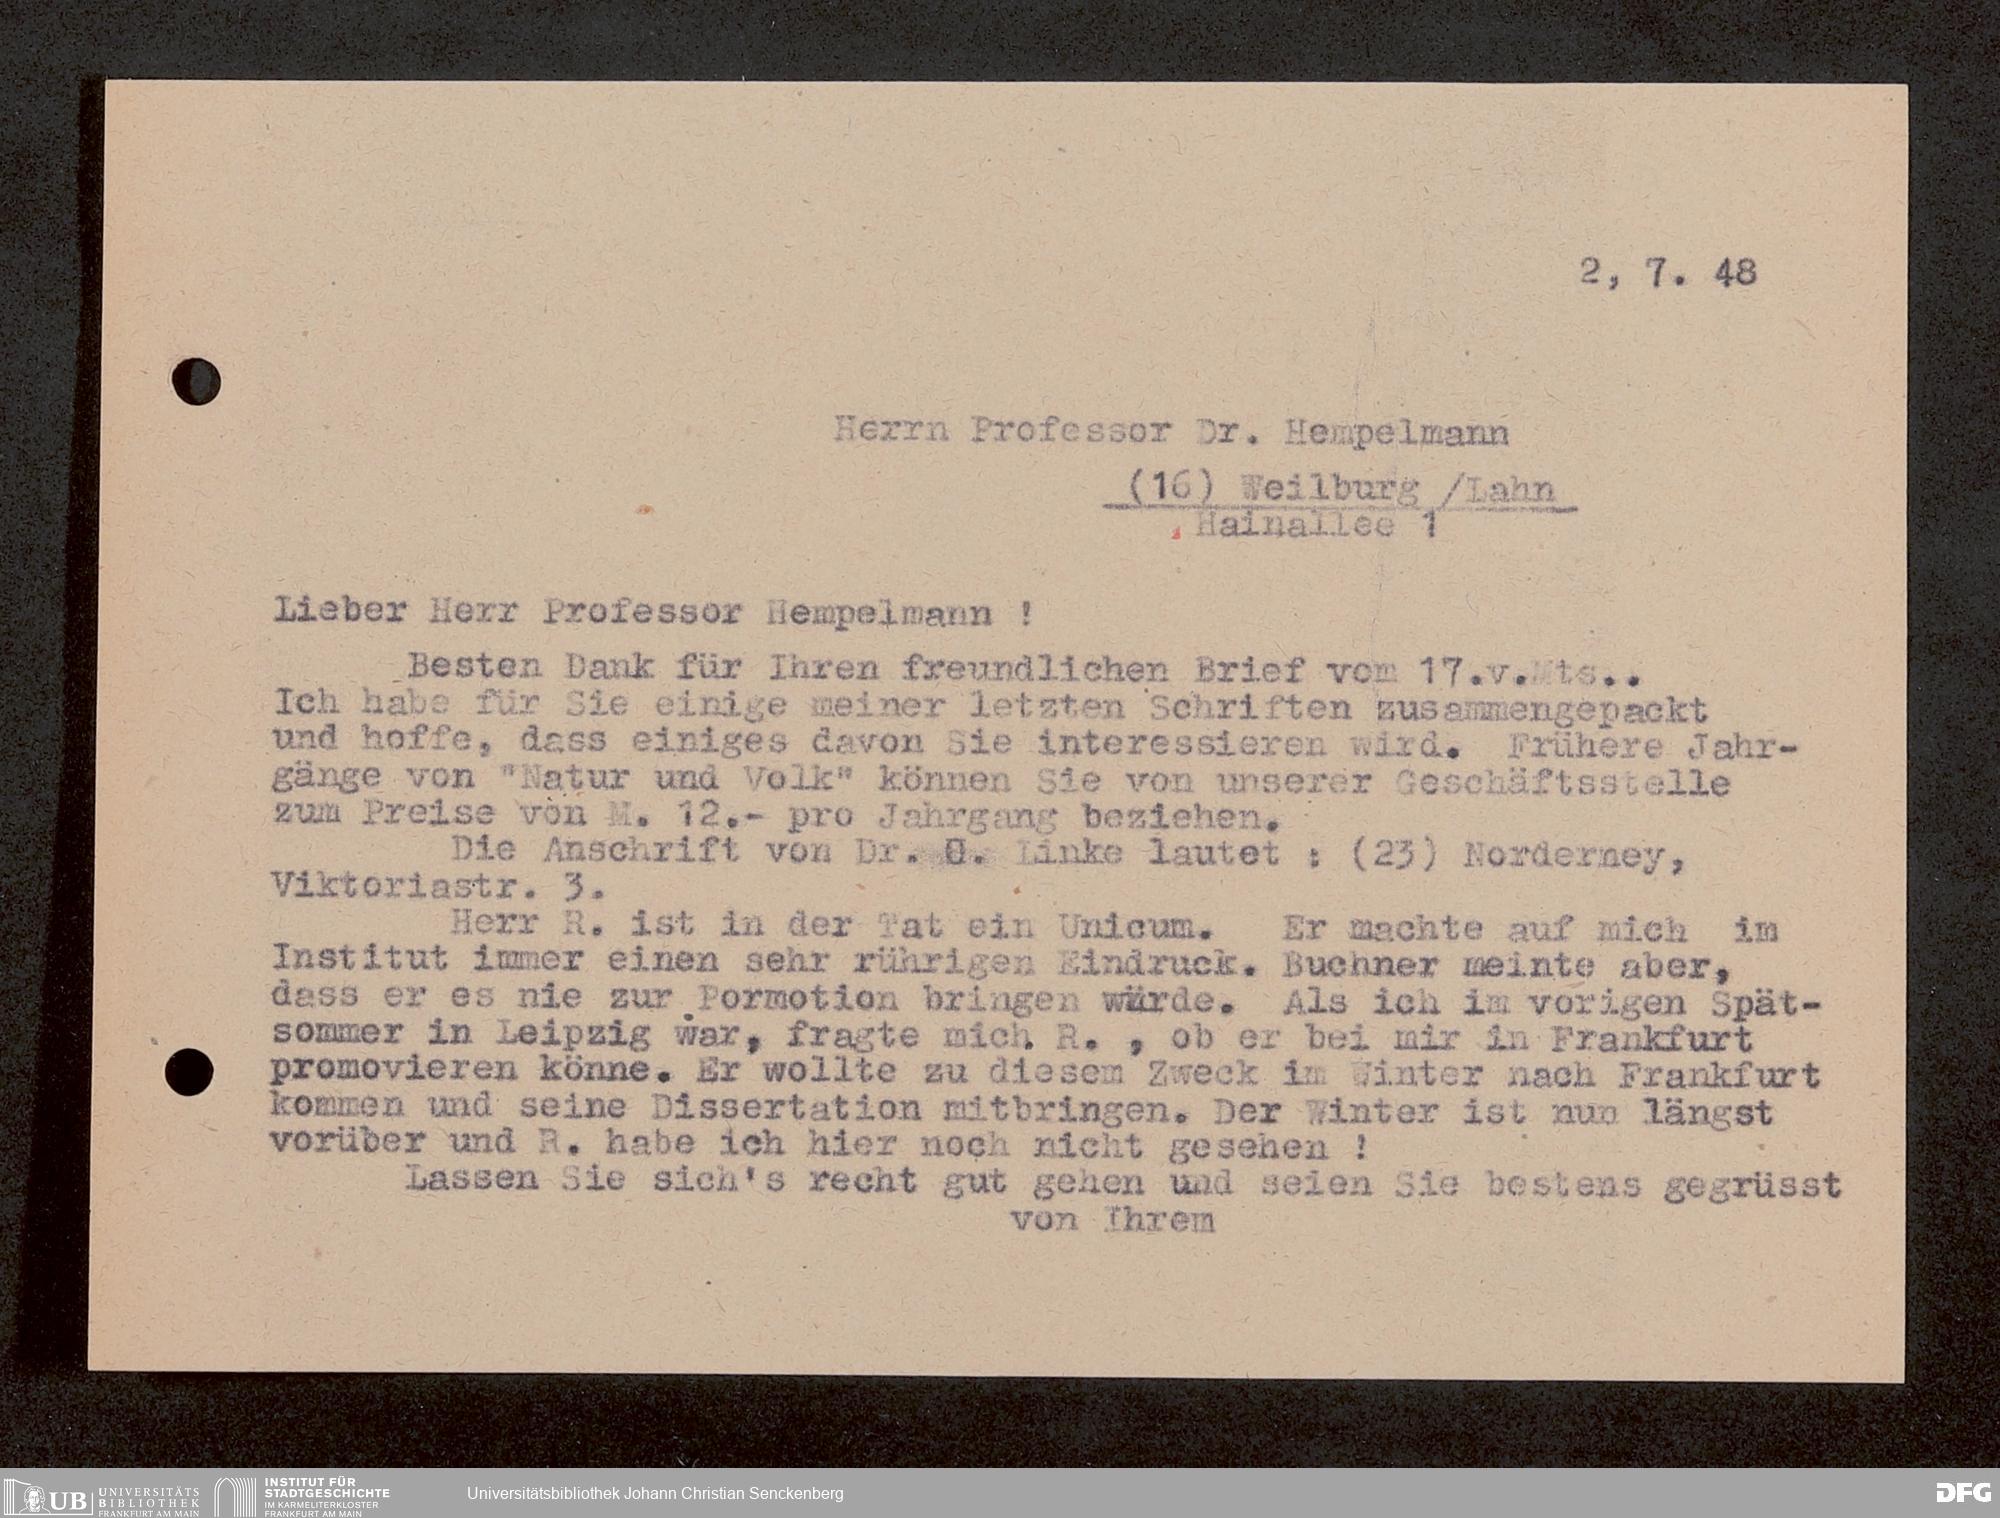 2, 7. 48
Herrn Professor Dr. Hempelmann
(16) Weilburg /Lahn
Hainallee 1
Lieber Herr Professor Hempelmann !
Besten Dank für Ihren freundlichen Brief vom 17.v.Mts..
Ich habe für Sie einige meiner letzten Schriften zusammengepackt
und hoffe, dass einiges davon Sie interessieren wird. Frühere Jahr-
gänge von "Natur und Volk" können Sie von unserer Geschäftsstelle
zum Preise von M. 12.- pro Jahrgang beziehen.
Die Anschrift von Dr. O. Linke lautet : (23) Norderney,
Viktoriastr. 3.
Herr R. ist in der Tat ein Unicum. Er machte auf mich im
Institut immer einen sehr rührigen Eindruck. Buchner meinte aber,
dass er es nie zur Pormotion bringen würde. Als ich im vorigen Spät-
sommer in Leipzig war, fragte mich R. , ob er bei mir in Frankfurt
promovieren könne. Er wollte zu diesem Zweck im Winter nach Frankfurt
kommen und seine Dissertation mitbringen. Der Winter ist nun längst
vorüber und R. habe ich hier noch nicht gesehen !
Lassen Sie sich's recht gut gehen und seien Sie bestens gegrüsst
von Ihrem
UB UNIVERSITÄTS
BIBLIOTHEK
FRANKFURT AM MAIN
INSTITUT FÜR
STADTGESCHICHTE
IM KARMELITERKLOSTER
FRANKFURT AM MAIN
Universitätsbibliothek Johann Christian Senckenberg
DFG